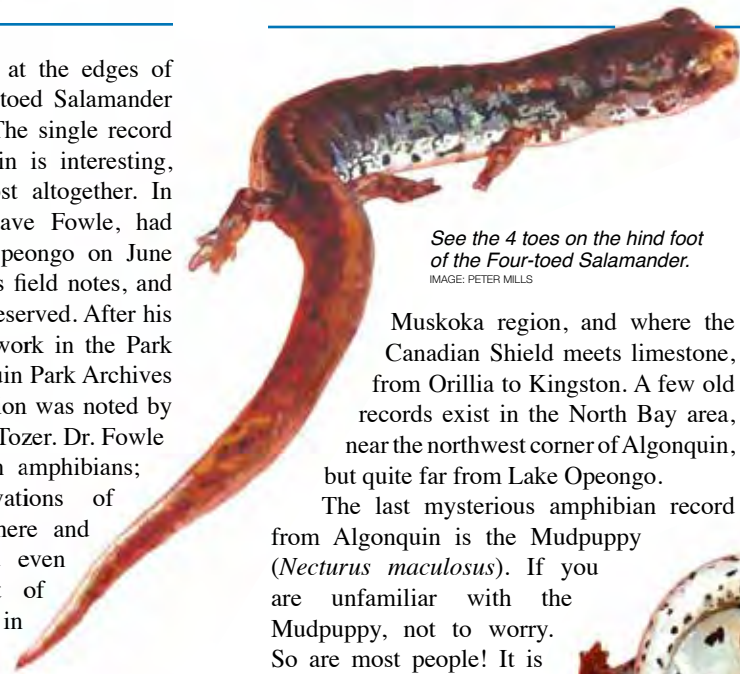 at the edges of
toed Salamander
The single record
in is interesting,
st altogether. In
ave Fowle, had
peongo on June
s field notes, and
eserved. After his
work in the Park
uin Park Archives
ion was noted by
Tozer. Dr. Fowle
n amphibians;
vations of
here and
even
of
in
See the 4 toes on the hind foot
of the Four-toed Salamander.
IMAGE: PETER MILLS
Muskoka region, and where the
Canadian Shield meets limestone,
from Orillia to Kingston. A few old
records exist in the North Bay area,
near the northwest corner of Algonquin,
but quite far from Lake Opeongo.
The last mysterious amphibian record
from Algonquin is the Mudpuppy
(Necturus maculosus). If you
are unfamiliar with the
Mudpuppy, not to worry.
So are most people! It is